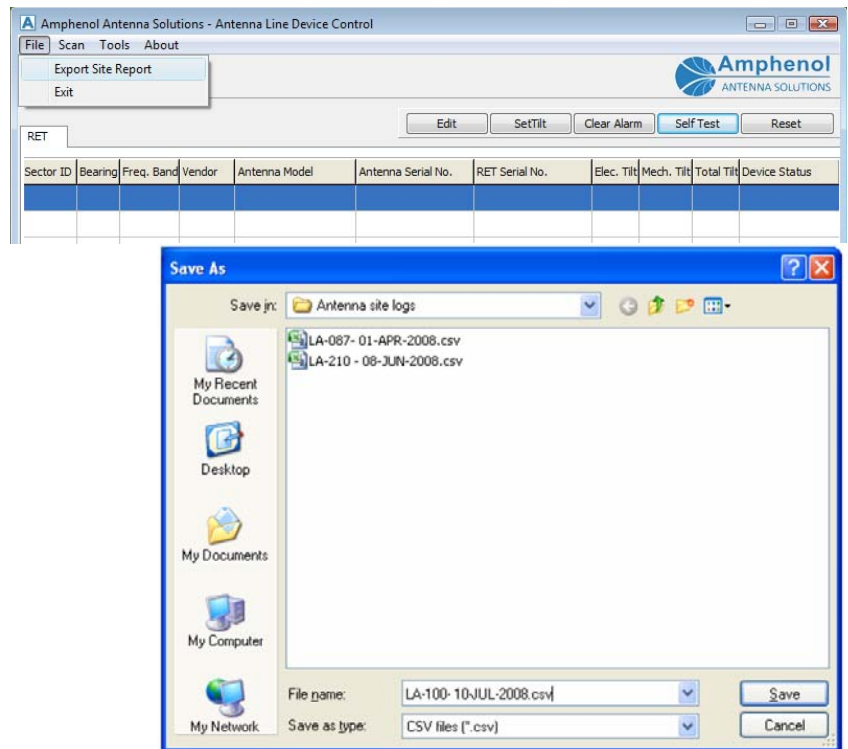 Amphenol Antenna Solutions - Antenna Line Device Control
File Scan Tools About
Export Site Report
Exit
Amphenol
ANTENNA SOLUTIONS
Edit SetTilt Clear Alarm Self Test Reset
RET
Sector ID Bearing Freq. Band Vendor Antenna Model Antenna Serial No. RET Serial No. Elec. Tilt Mech. Tilt Total Tilt Device Status
Save As
Save in: Antenna site logs
LA-087- 01-APR-2008.csv
LA-210 - 08-JUN-2008.csv
My Recent
Documents
Desktop
My Documents
My Computer
My Network
File name: LA-100- 10-JUL-2008.csv
Save
Save as type: CSV files (*.csv)
Cancel